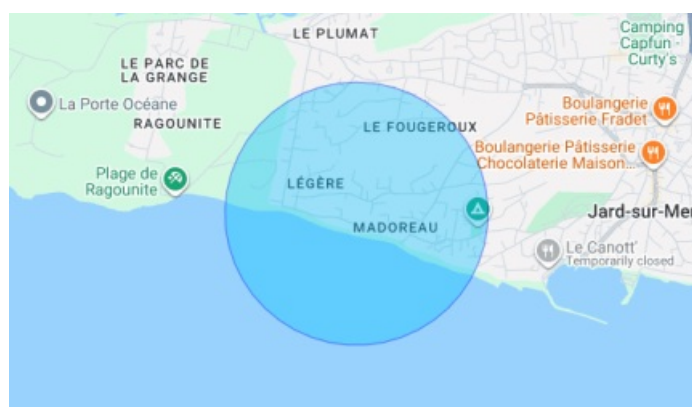 LE PLUMAT
Camping
Capfun -
Curty's
LE PARC DE
LA GRANGE
La Porte Océane
RAGOUNITE
Boulangerie
Pâtisserie Fradet
LE FOUGEROUX
Boulangerie Pâtisserie
Chocolaterie Maison...
Plage de
Ragounite
LÉGÈRE
Jard-sur-Mer
MADOREAU
Le Canott'
Temporarily closed